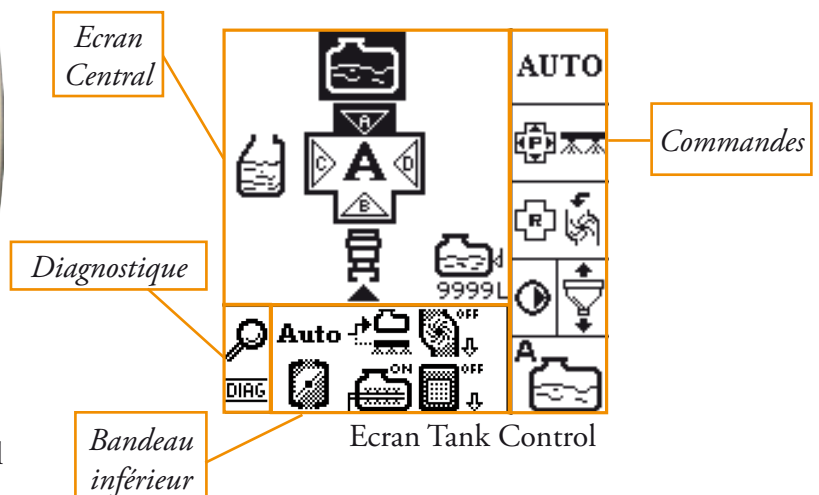 Ecran
Central
AUTO
A
C
A
D
B
P
Commandes
R
Diagnostique
9999L
Auto
OFF
A
DIAG
ON
OFF
Ecran Tank Control
Bandeau
inférieur